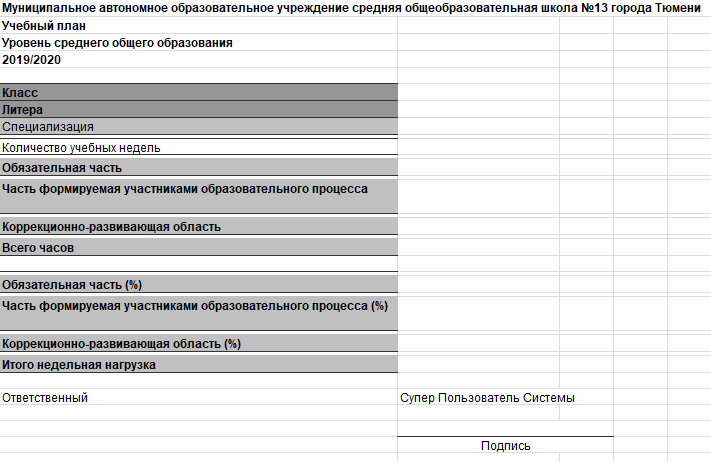 Муниципальное автономное образовательное учреждение средняя общеобразовательная школа №13 города Тюмени
Учебный план
Уровень среднего общего образования
2019/2020
Класс
Литера
Специализация
Количество учебных недель
Обязательная часть
Часть формируемая участниками образовательного процесса
Коррекционно-развивающая область
Всего часов
Обязательная часть (%)
Часть формируемая участниками образовательного процесса (%)
Коррекционно-развивающая область (%)
Итого недельная нагрузка
Ответственный Супер Пользователь Системы
Подпись